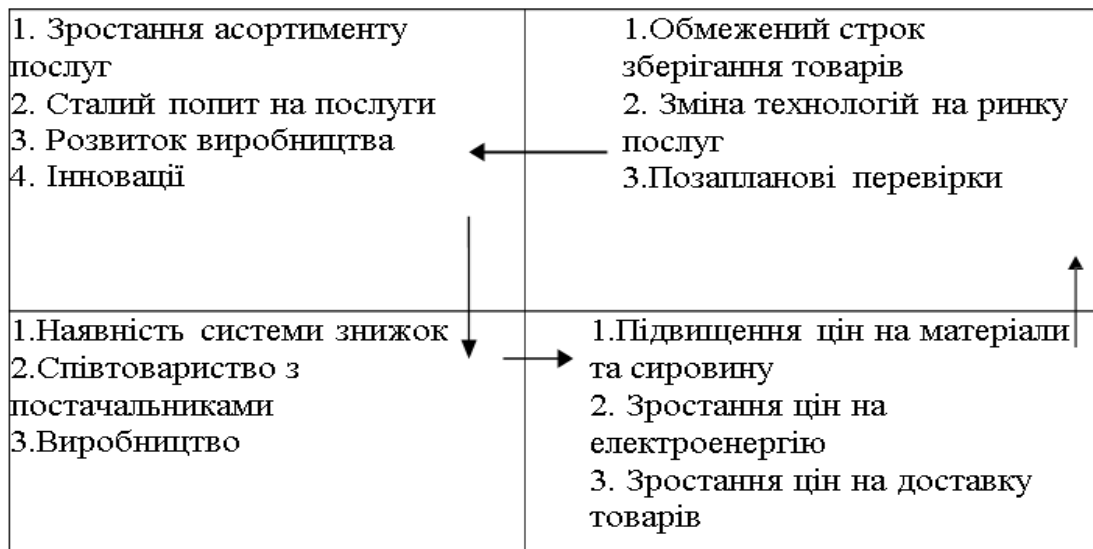 1. Зростання асортименту
послуг
2. Сталий попит на послуги
3. Розвиток виробництва
4. Інновації
1.Обмежений строк
зберігання товарів
2. Зміна технологій на ринку
послуг
3.Позапланові перевірки
1.Наявність системи знижок
2.Співтовариство з
постачальниками
3.Виробництво
1.Підвищення цін на матеріали
та сировину
2. Зростання цін на
електроенергію
3. Зростання цін на доставку
товарів